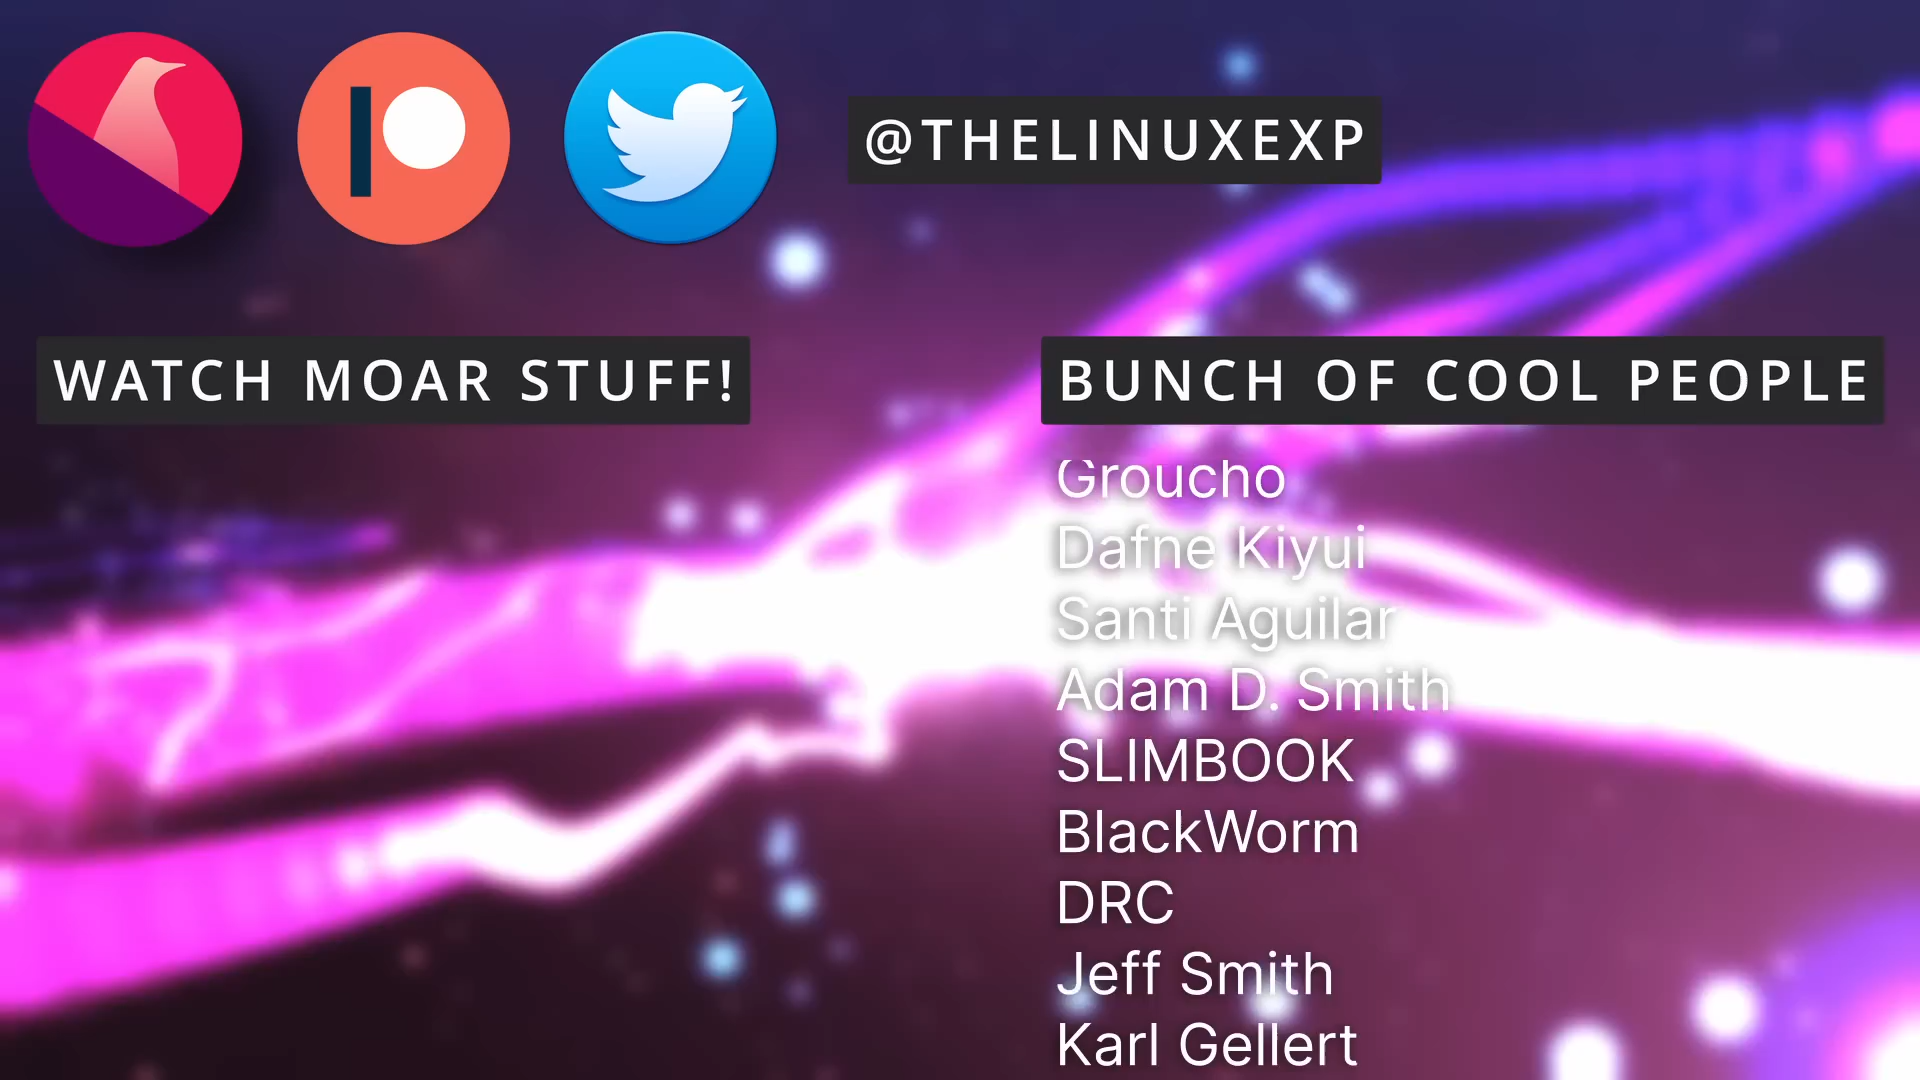 @THELINUXEXP
WATCH MOAR STUFF!
BUNCH OF COOL PEOPLE
Groucho
Dafne Kiyui
Santi Aguilar
Adam D. Smith
SLIMBOOK
BlackWorm
DRC
Jeff Smith
Karl Gellert